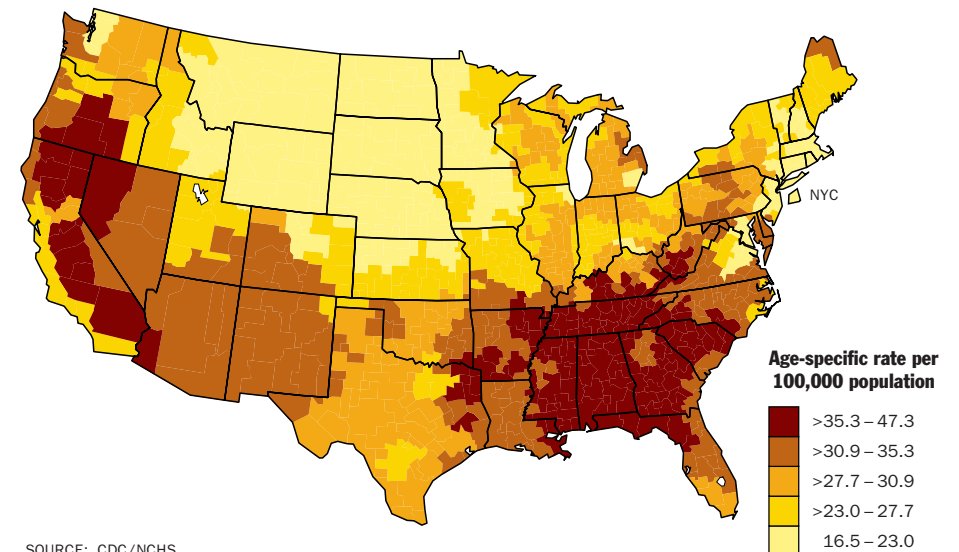 NYC
Age-specific rate per
100,000 population
>35.3 – 47.3
>30.9 – 35.3
>27.7 – 30.9
>23.0 – 27.7
16.5 – 23.0
SOURCE: CDC/NCHS